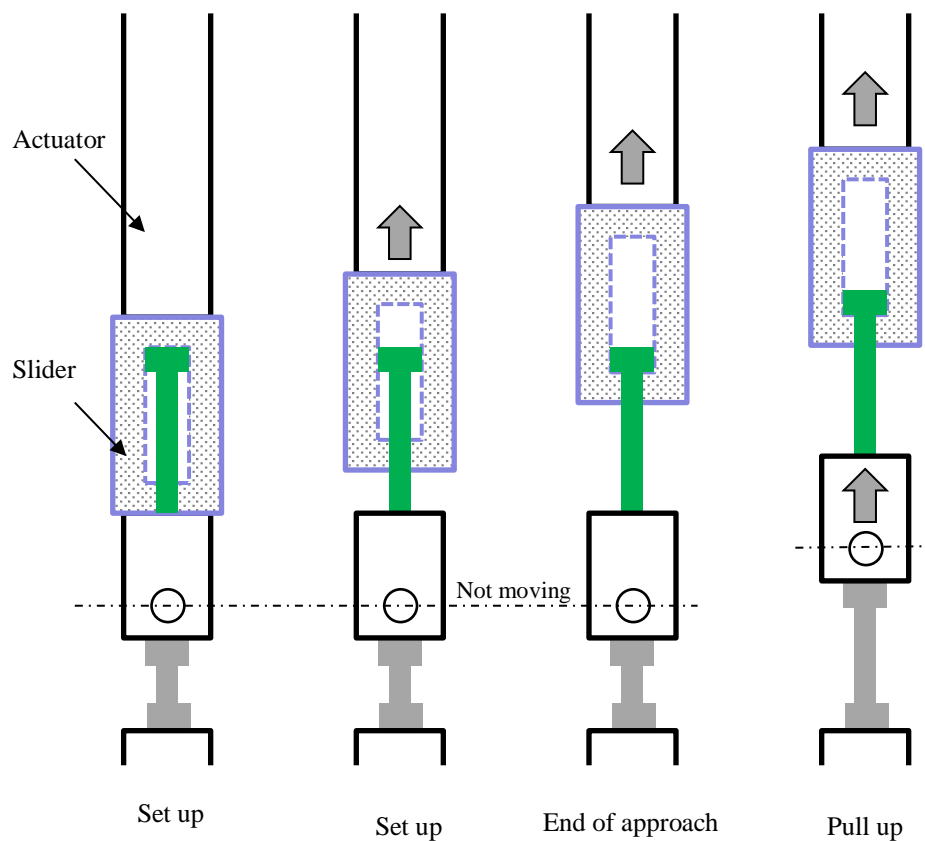 Actuator
Slider
Not moving
Set up
Set up
End of approach
Pull up